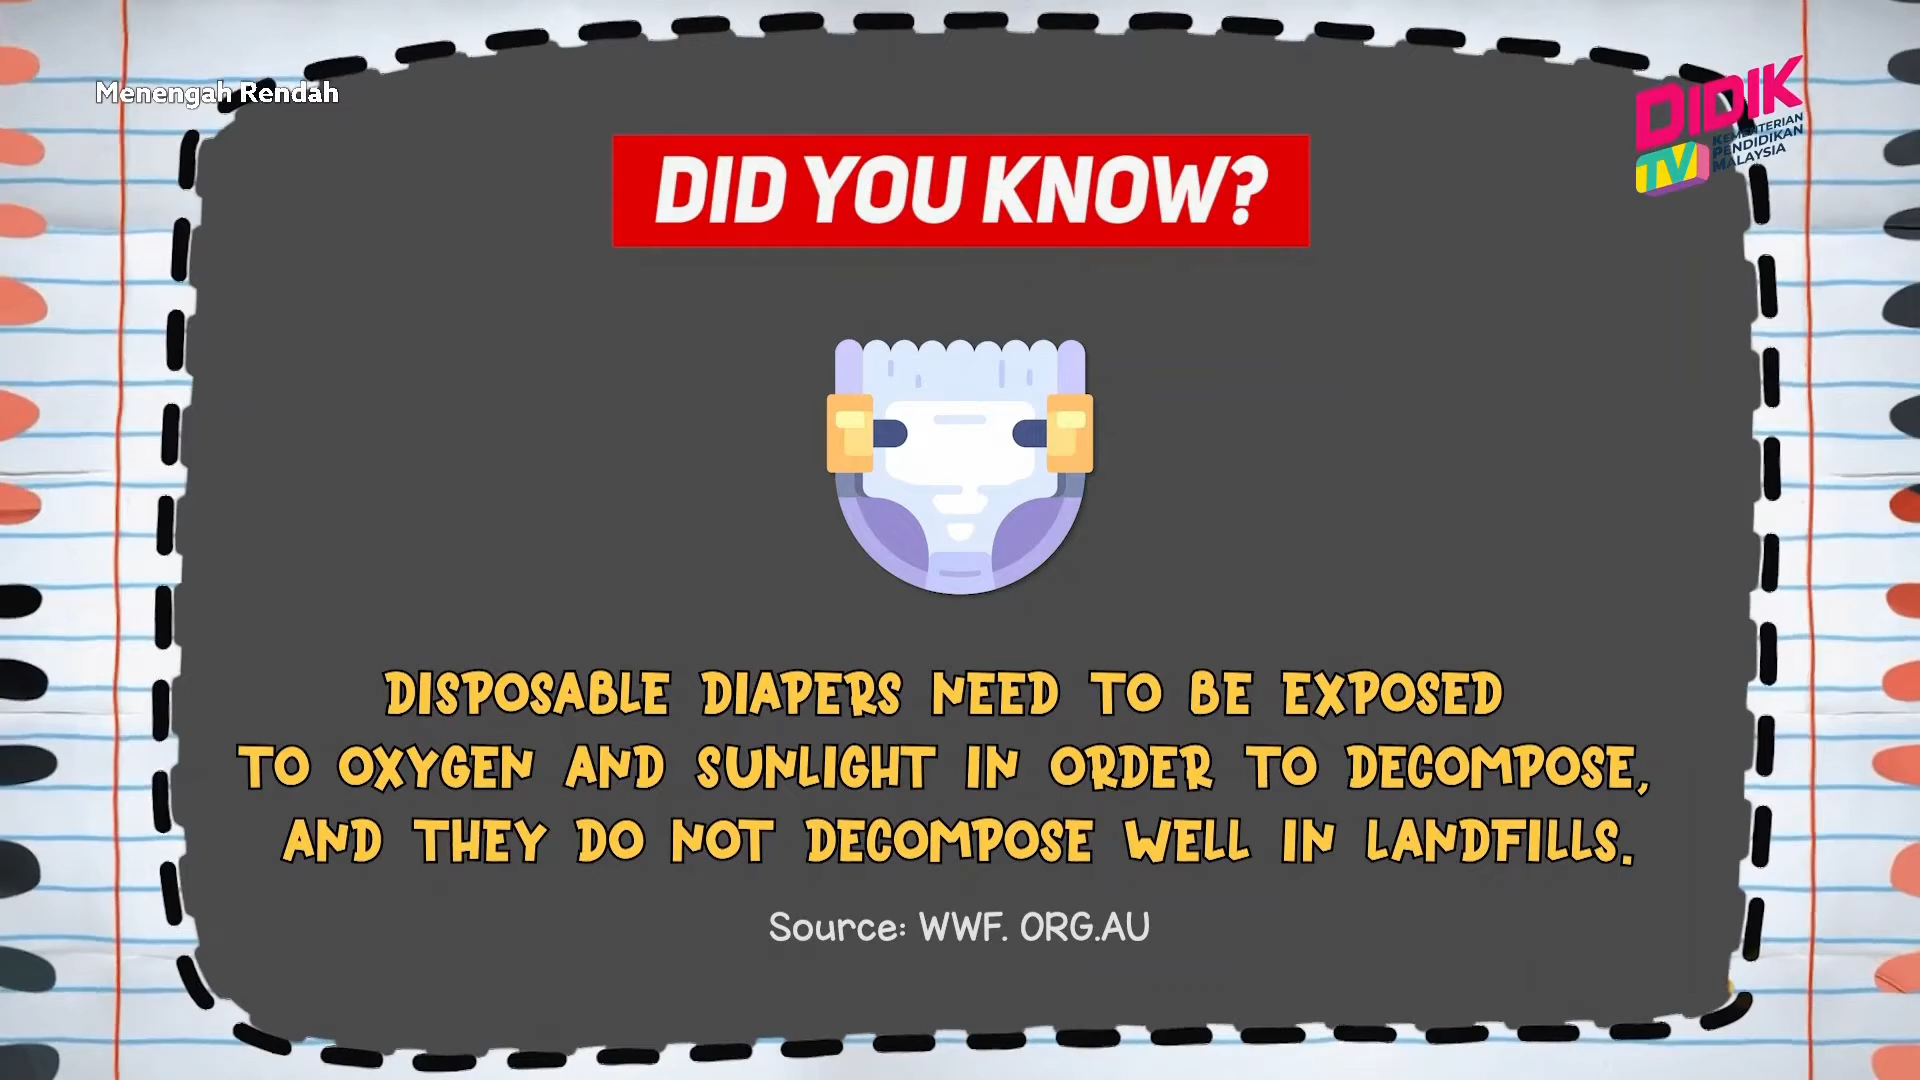 Menengah Rendah
DIDIK
TV
KEMENTERIAN
PENDIDIKAN
MALAYSIA
DID YOU KNOW?
DISPOSABLE DIAPERS NEED TO BE EXPOSED
TO OXYGEN AND SUNLIGHT IN ORDER TO DECOMPOSE,
AND THEY DO NOT DECOMPOSE WELL IN LANDFILLS.
Source: WWF. ORG.AU